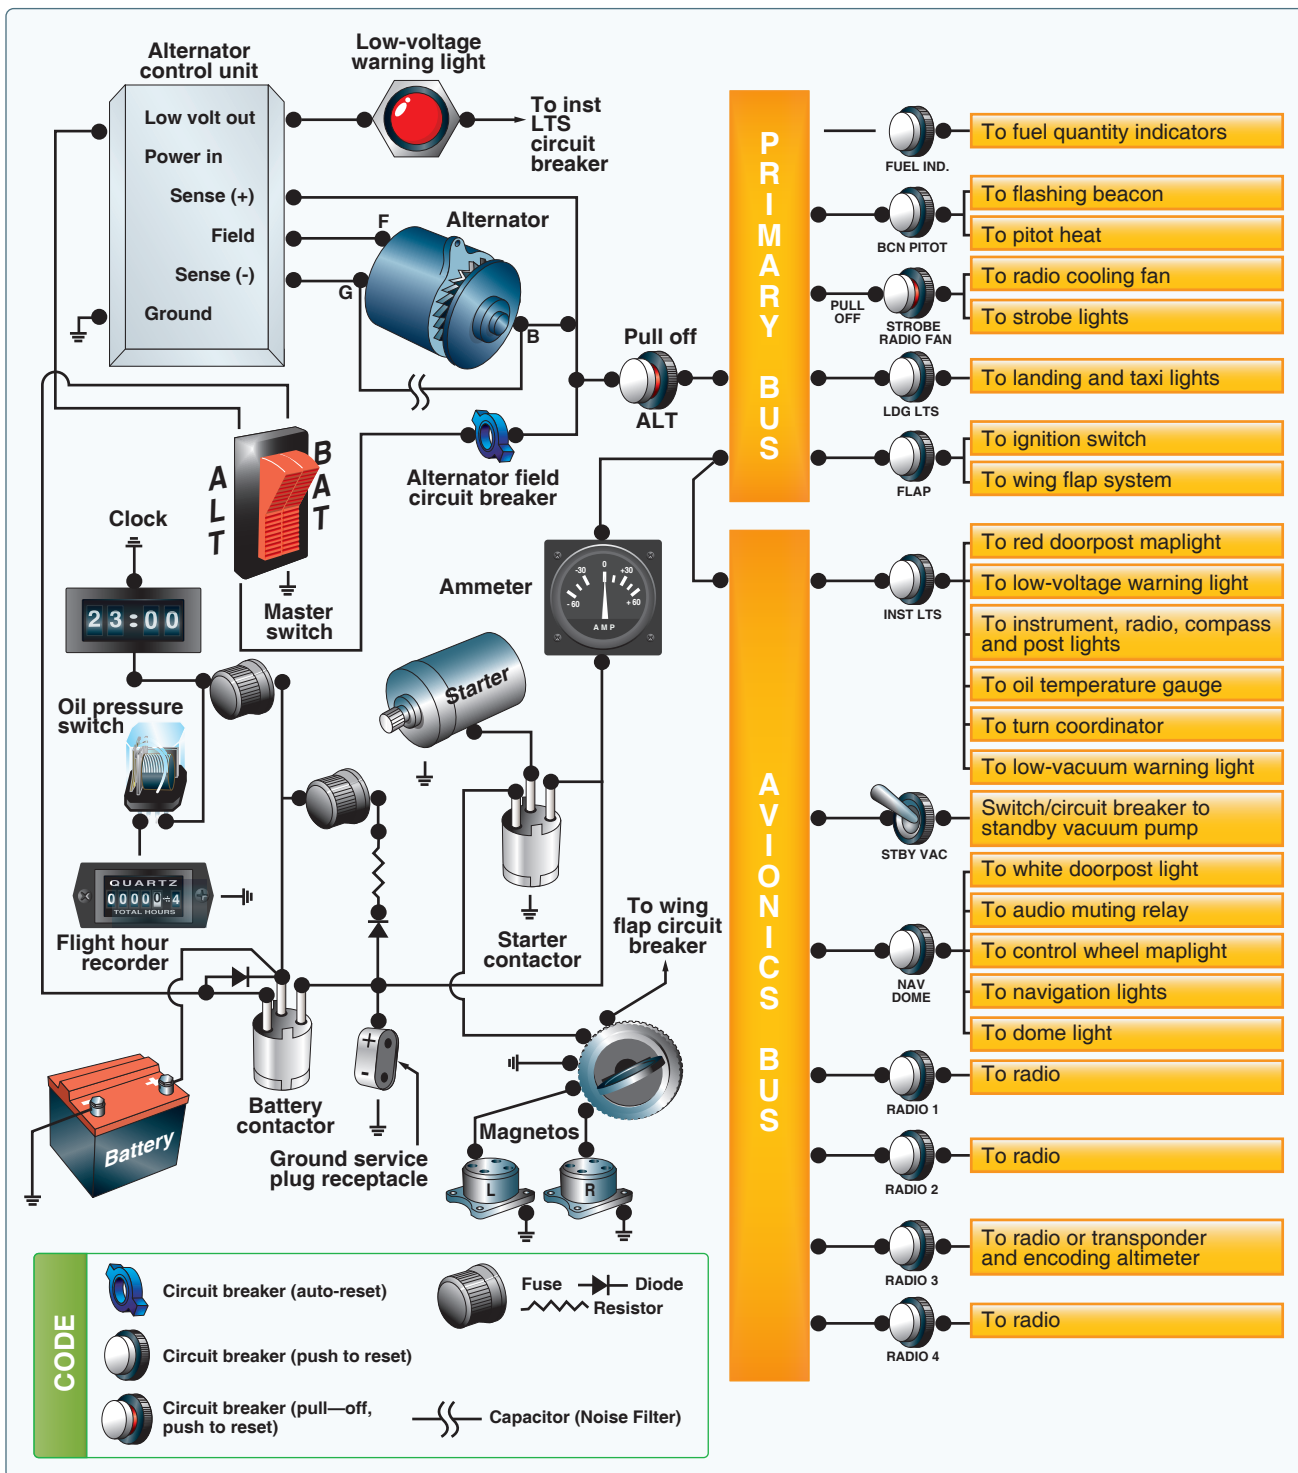 Alternator
control unit
Low volt out
Power in
Sense (+)
Field
Sense (-)
Ground
Low-voltage
warning light
To inst
LTS
circuit
breaker
F
Alternator
G
B
Pull off
ALT
Alternator field
circuit breaker
ALT
BAT
Master
switch
Clock
23:00
Oil pressure
switch
QUARTZ
TOTAL HOURS
Flight hour
recorder
Ammeter
-60
-30
0
+30
+60
AMP
Starter
Starter
contactor
To wing
flap circuit
breaker
Battery
contactor
+
-
Ground service
plug receptacle
Battery
Magnetos
L
R
PRIMARY BUS
FUEL IND.
To fuel quantity indicators
BCN PITOT
To flashing beacon
To pitot heat
PULL
OFF
STROBE
RADIO FAN
To radio cooling fan
To strobe lights
LDG LTS
To landing and taxi lights
FLAP
To ignition switch
To wing flap system
AVIONICS BUS
INST LTS
To red doorpost maplight
To low-voltage warning light
To instrument, radio, compass
and post lights
To oil temperature gauge
To turn coordinator
To low-vacuum warning light
STBY VAC
Switch/circuit breaker to
standby vacuum pump
NAV
DOME
To white doorpost light
To audio muting relay
To control wheel maplight
To navigation lights
To dome light
RADIO 1
To radio
RADIO 2
To radio
RADIO 3
To radio or transponder
and encoding altimeter
RADIO 4
To radio
CODE
Circuit breaker (auto-reset)
Circuit breaker (push to reset)
Circuit breaker (pull—off,
push to reset)
Fuse
Diode
Resistor
Capacitor (Noise Filter)